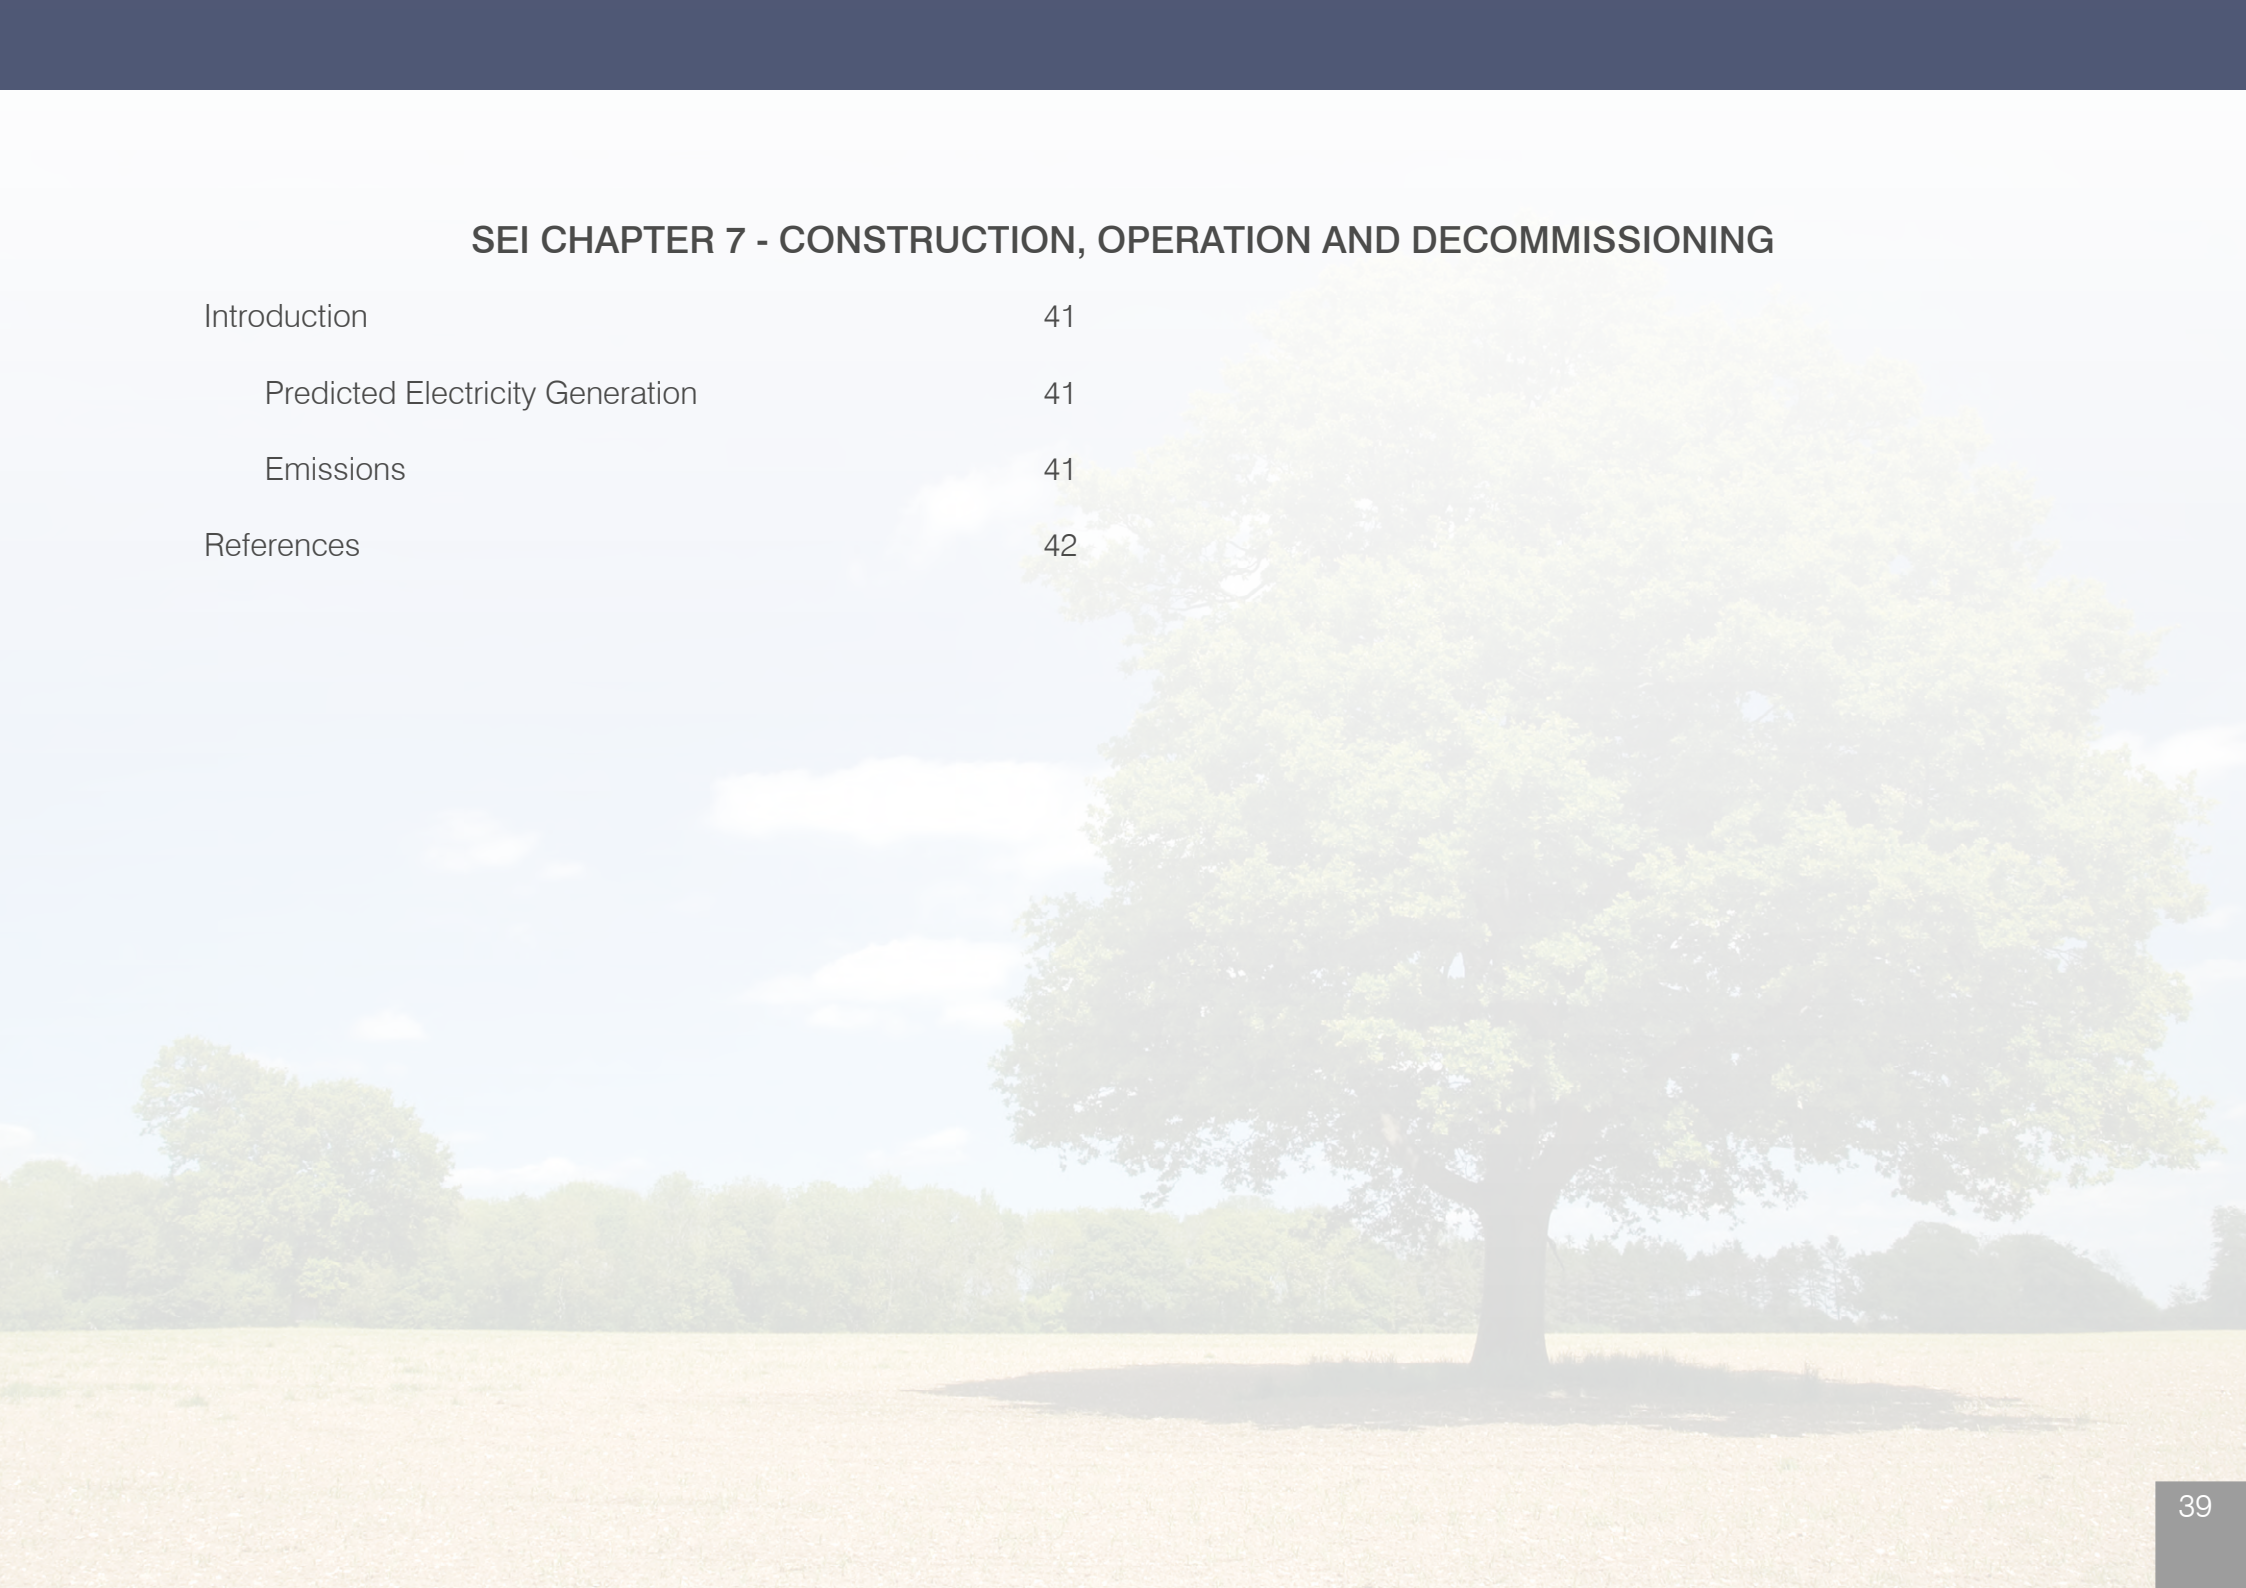 SEI CHAPTER 7 - CONSTRUCTION, OPERATION AND DECOMMISSIONING
Introduction 41
Predicted Electricity Generation 41
Emissions 41
References 42
39